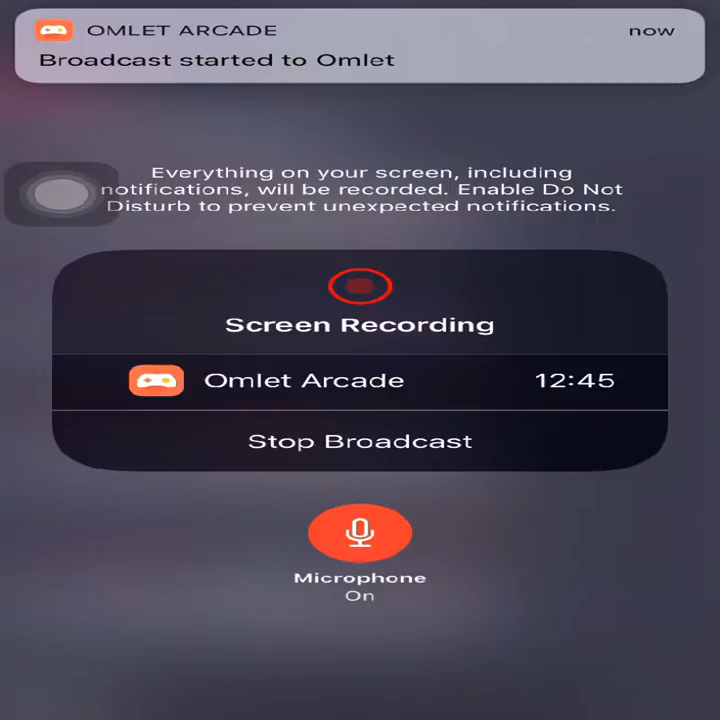 OMLET ARCADE now
Broadcast started to Omlet
Everything on your screen, including
notifications, will be recorded. Enable Do Not
Disturb to prevent unexpected notifications.
Screen Recording
Omlet Arcade 12:45
Stop Broadcast
Microphone
On